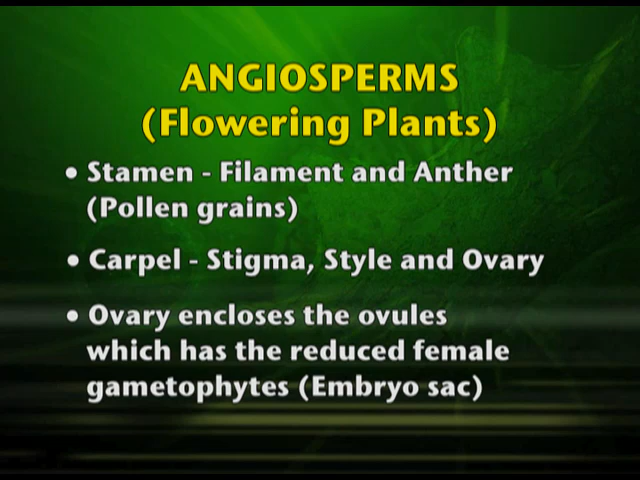 ANGIOSPERMS
(Flowering Plants)
• Stamen - Filament and Anther
(Pollen grains)
• Carpel - Stigma, Style and Ovary
• Ovary encloses the ovules
which has the reduced female
gametophytes (Embryo sac)